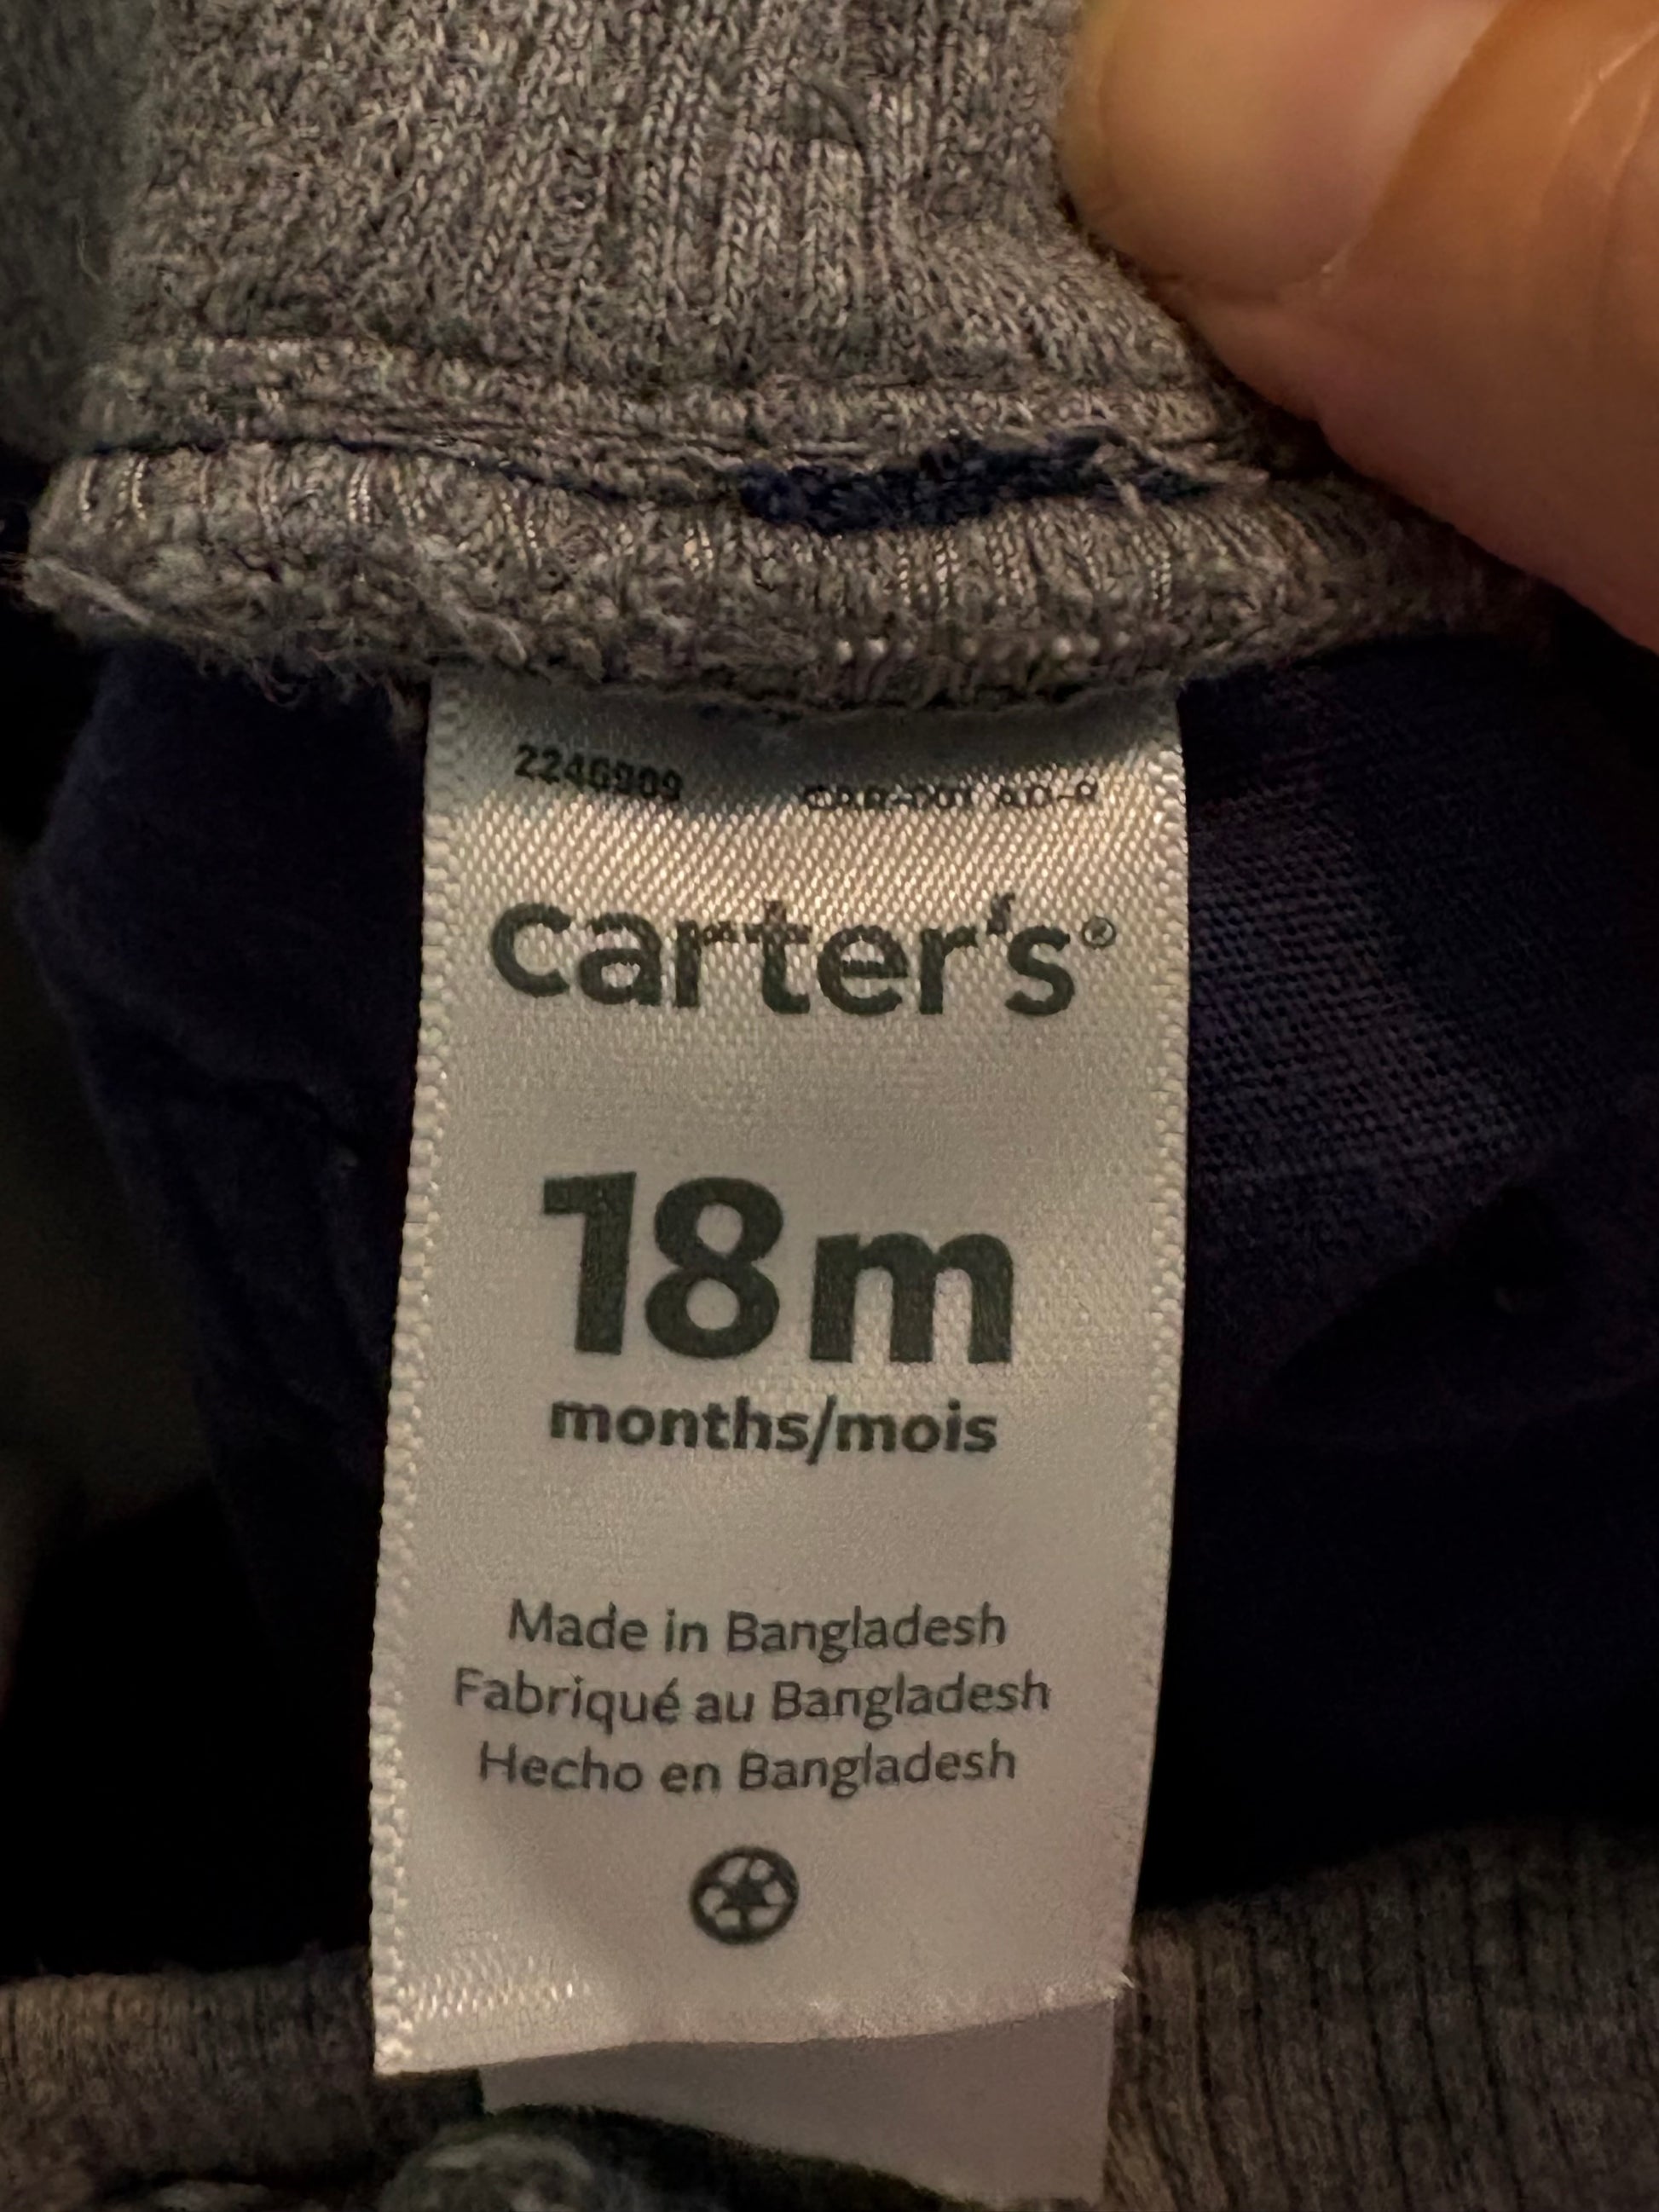 carter's®
18m
months/mois
Made in Bangladesh
Fabriqué au Bangladesh
Hecho en Bangladesh